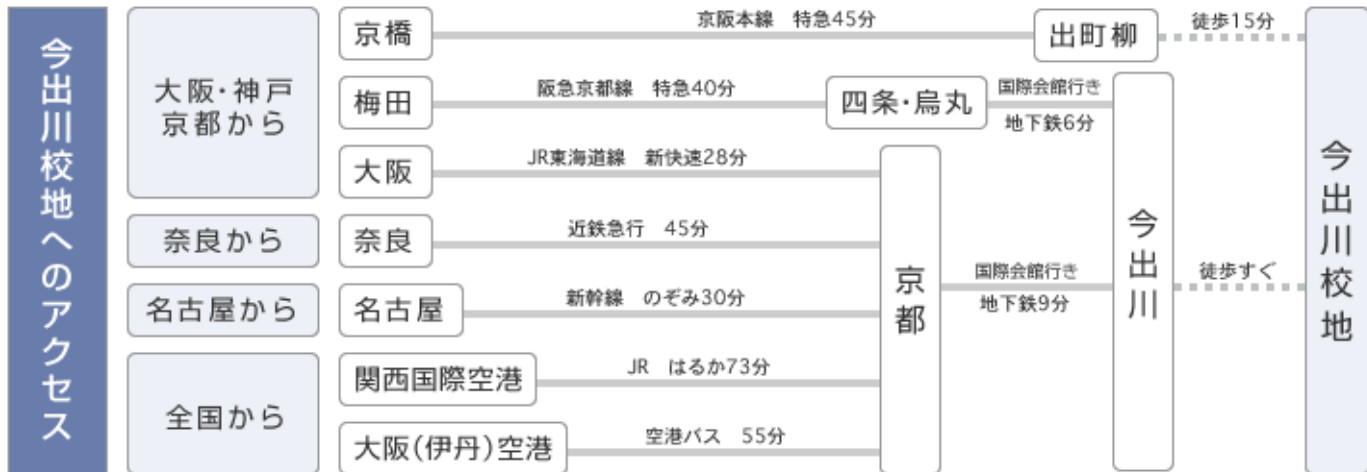 今出川校地へのアクセス
大阪・神戸
京都から
京橋
京阪本線 特急45分
出町柳
徒歩15分
梅田
阪急京都線 特急40分
四条・烏丸
国際会館行き
地下鉄6分
大阪
JR東海道線 新快速28分
奈良から
奈良
近鉄急行 45分
名古屋から
名古屋
新幹線 のぞみ30分
全国から
関西国際空港
JR はるか73分
大阪(伊丹)空港
空港バス 55分
京都
国際会館行き
地下鉄9分
今出川
徒歩すぐ
今出川校地